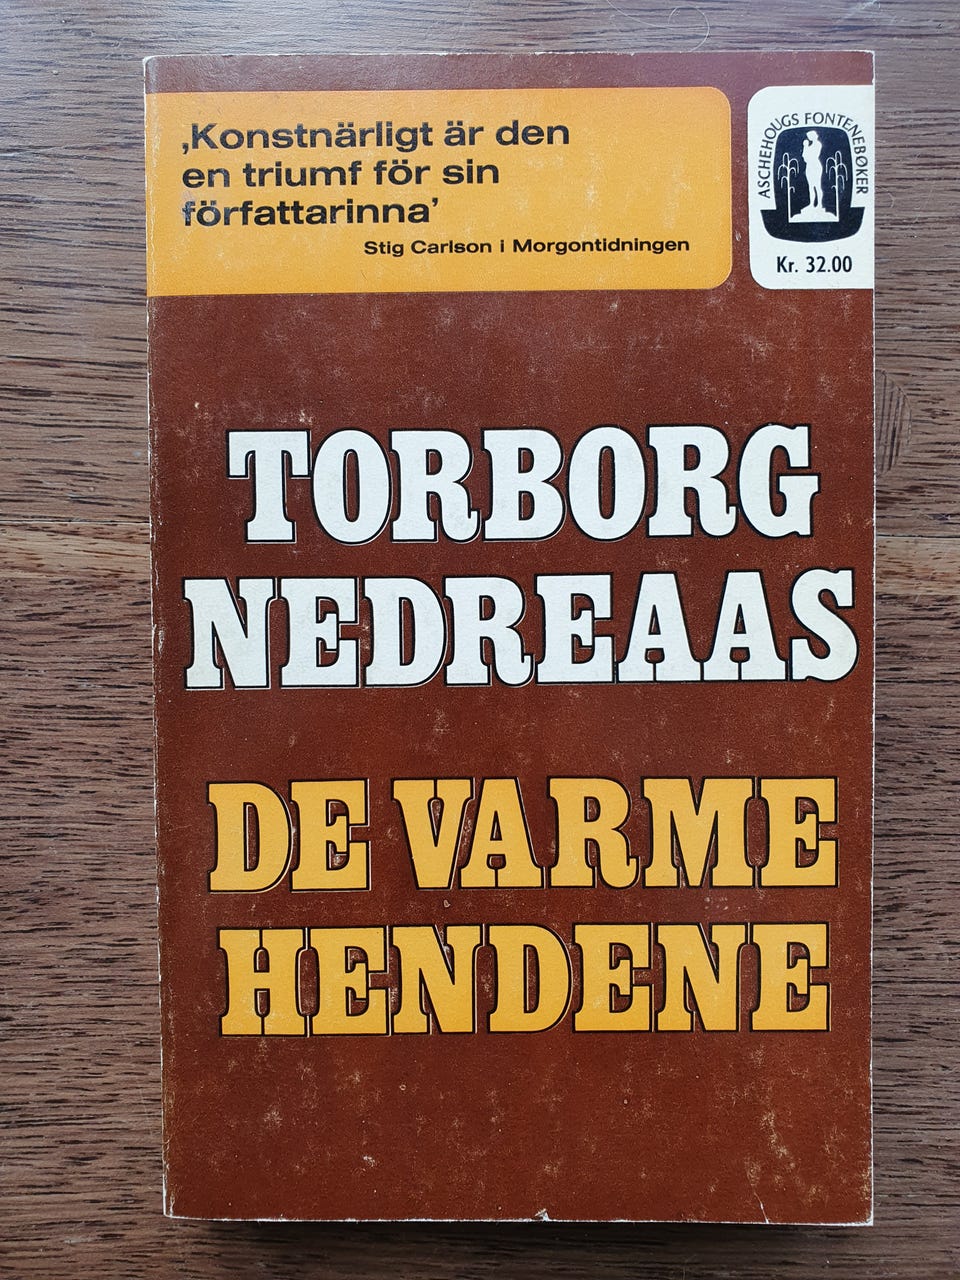 ‚Konstnärligt är den
en triumf för sin
författarinna’
Stig Carlson i Morgontidningen
ASCHEHOUGS FONTENEBØKER
Kr. 32.00
TORBORG
NEDREAAS
DE VARME
HENDENE